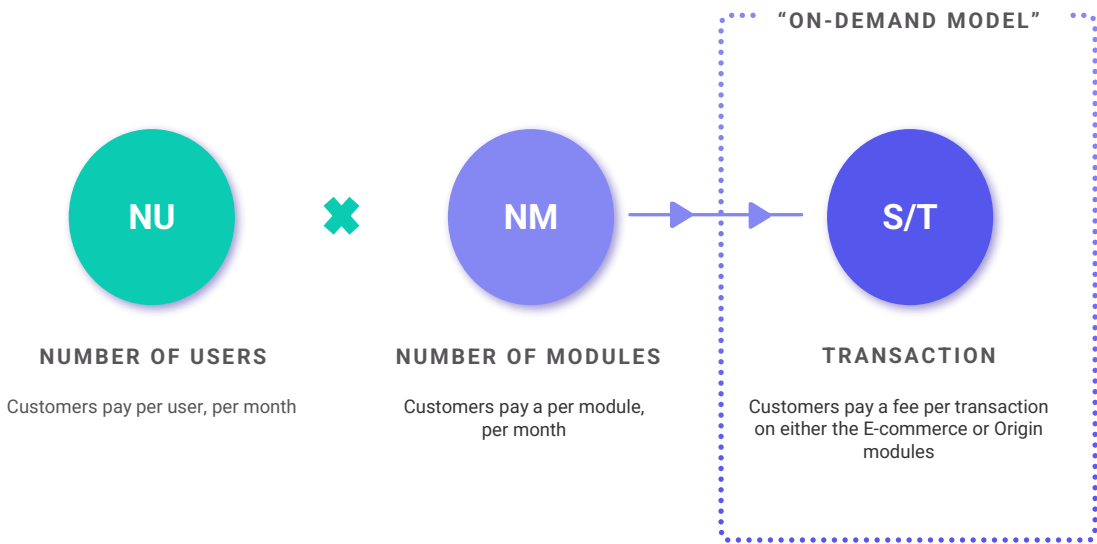 “ON-DEMAND MODEL”
NU
NM
S/T
NUMBER OF USERS
Customers pay per user, per month
NUMBER OF MODULES
Customers pay a per module,
per month
TRANSACTION
Customers pay a fee per transaction
on either the E-commerce or Origin
modules